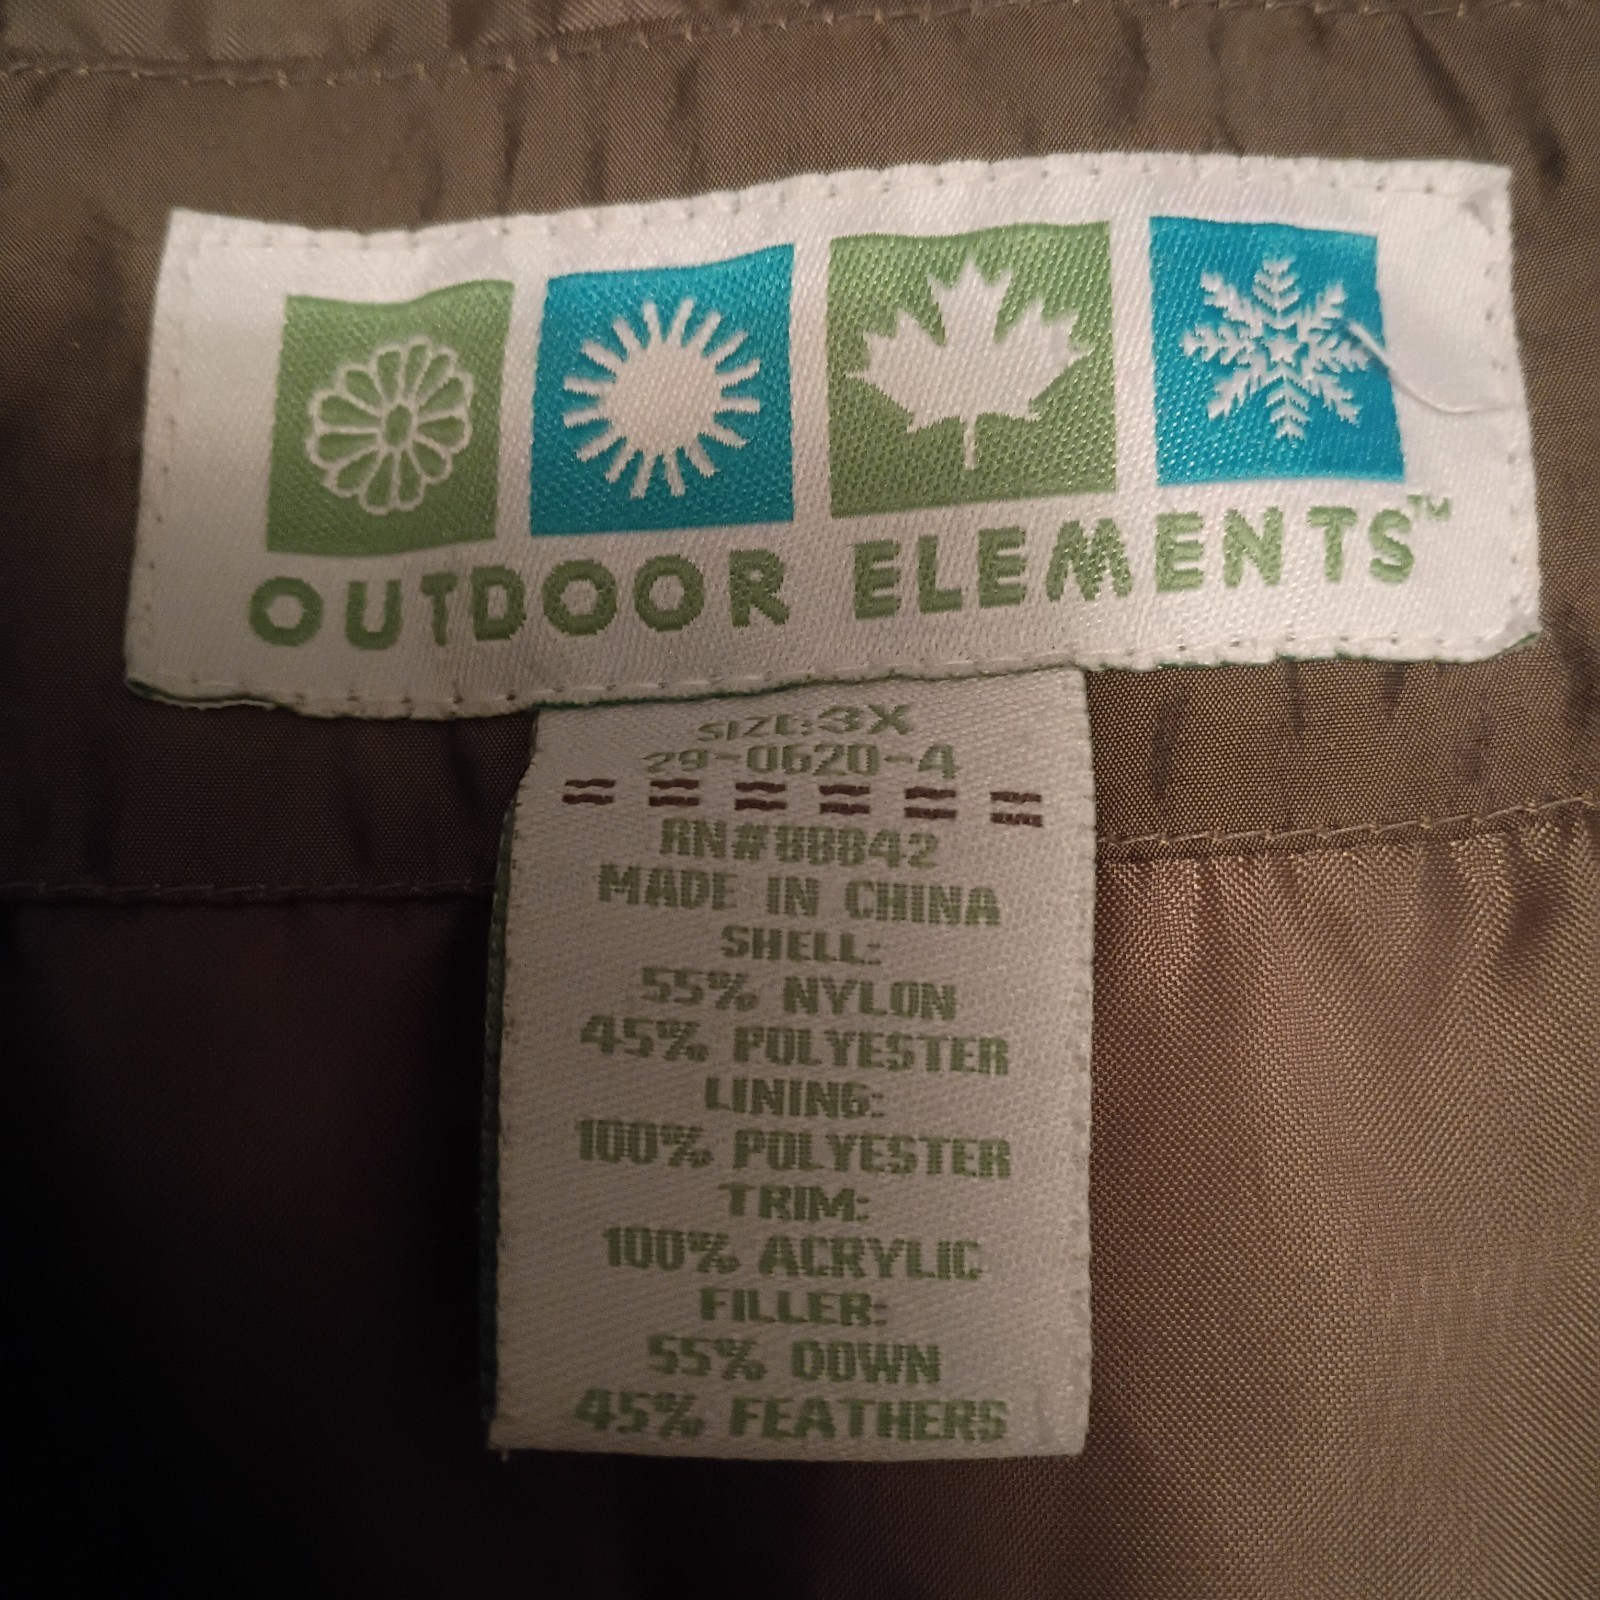 OUTDOOR ELEMENTS™
SIZE:3X
29-0620-4
RN#88842
MADE IN CHINA
SHELL:
55% NYLON
45% POLYESTER
LINING:
100% POLYESTER
TRIM:
100% ACRYLIC
FILLER:
55% DOWN
45% FEATHERS